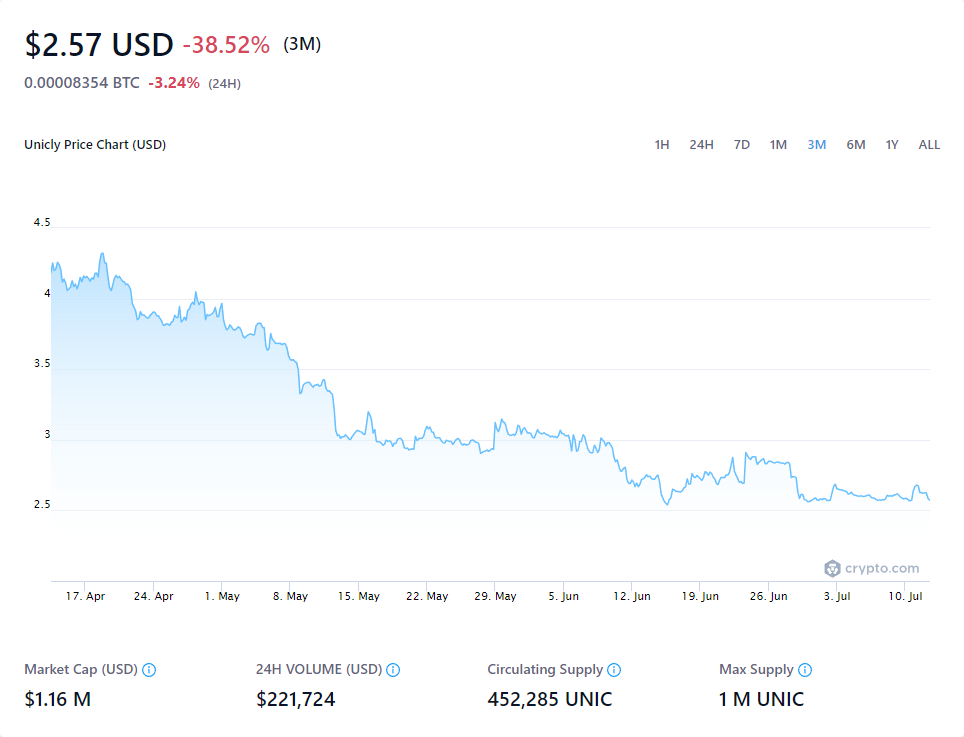 $2.57 USD -38.52% (3M)
0.00008354 BTC -3.24% (24H)
Unicly Price Chart (USD)
1H 24H 7D 1M 3M 6M 1Y ALL
4.5
4
3.5
3
2.5
crypto.com
17. Apr 24. Apr 1. May 8. May 15. May 22. May 29. May 5. Jun 12. Jun 19. Jun 26. Jun 3. Jul 10. Jul
Market Cap (USD) 24H VOLUME (USD) Circulating Supply Max Supply
$1.16 M $221,724 452,285 UNIC 1 M UNIC